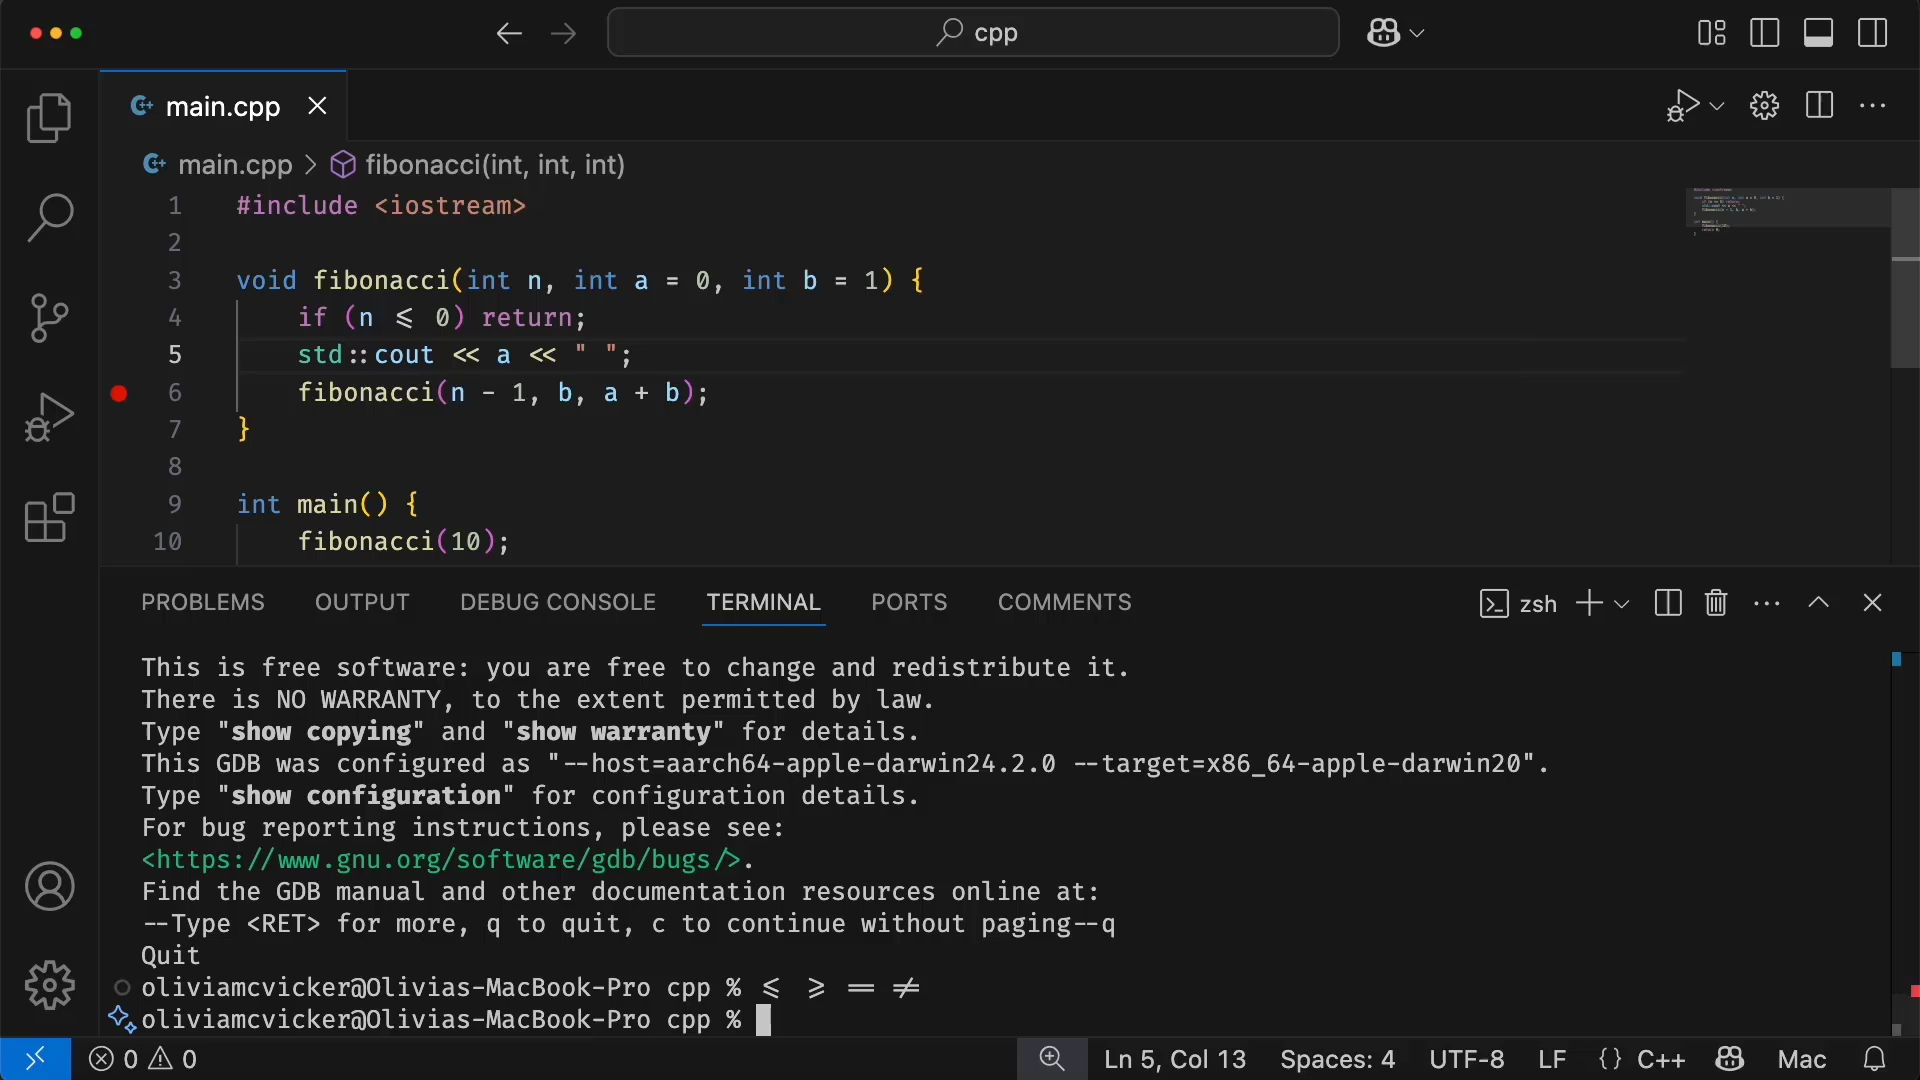 cpp
main.cpp
main.cpp > fibonacci(int, int, int)
1 #include <iostream>
2
3 void fibonacci(int n, int a = 0, int b = 1) {
4 if (n <= 0) return;
5 std::cout << a << " ";
6 fibonacci(n - 1, b, a + b);
7 }
8
9 int main() {
10 fibonacci(10);
PROBLEMS OUTPUT DEBUG CONSOLE TERMINAL PORTS COMMENTS zsh
This is free software: you are free to change and redistribute it.
There is NO WARRANTY, to the extent permitted by law.
Type "show copying" and "show warranty" for details.
This GDB was configured as "--host=aarch64-apple-darwin24.2.0 --target=x86_64-apple-darwin20".
Type "show configuration" for configuration details.
For bug reporting instructions, please see:
<https://www.gnu.org/software/gdb/bugs/>.
Find the GDB manual and other documentation resources online at:
--Type <RET> for more, q to quit, c to continue without paging--q
Quit
oliviamcvicker@Olivias-MacBook-Pro cpp % <= >= == !=
oliviamcvicker@Olivias-MacBook-Pro cpp %
0 0 Ln 5, Col 13 Spaces: 4 UTF-8 LF {} C++ Mac